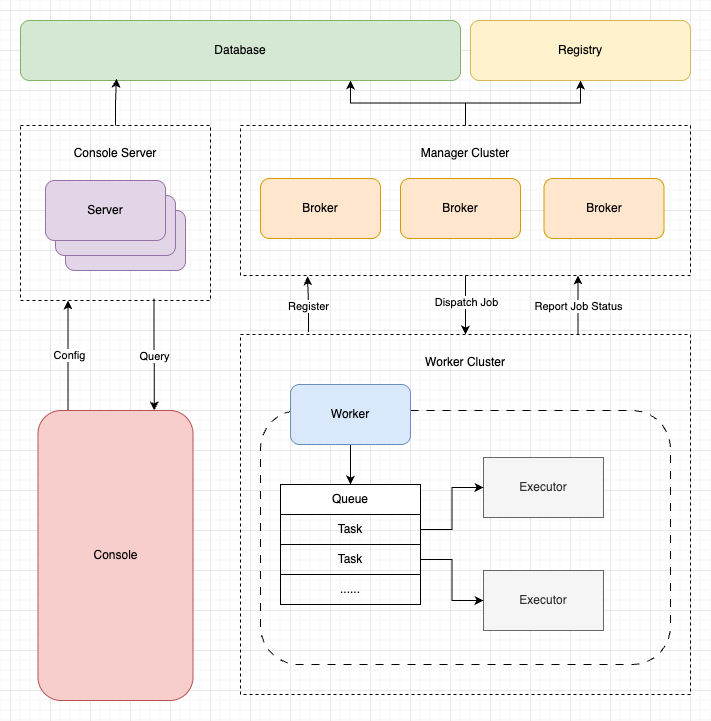 Database
Registry
Console Server
Manager Cluster
Server
Broker
Broker
Broker
Register
Dispatch Job
Report Job Status
Config
Query
Worker Cluster
Worker
Queue
Task
Task
......
Executor
Executor
Console